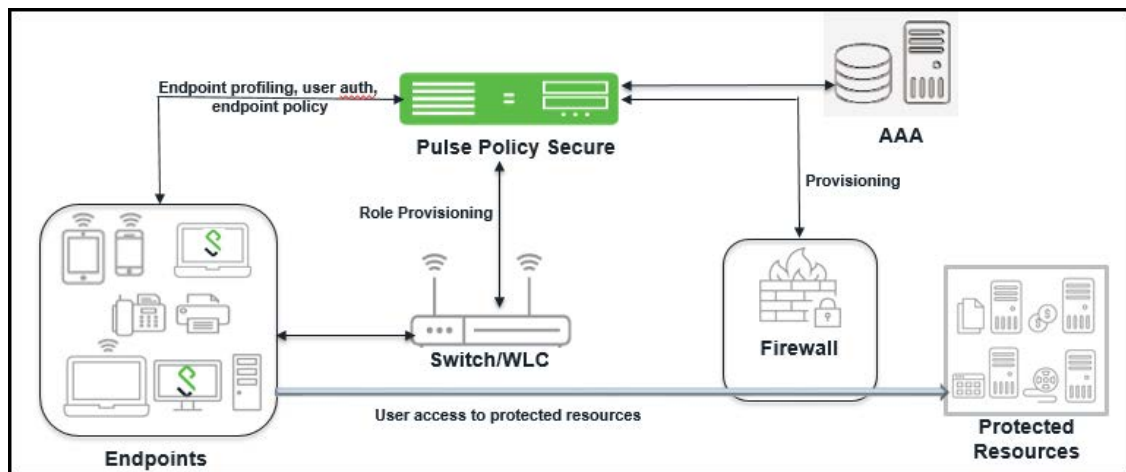 Endpoint profiling, user auth,
endpoint policy
Pulse Policy Secure
AAA
Provisioning
Role Provisioning
Switch/WLC
Firewall
User access to protected resources
Endpoints
Protected
Resources